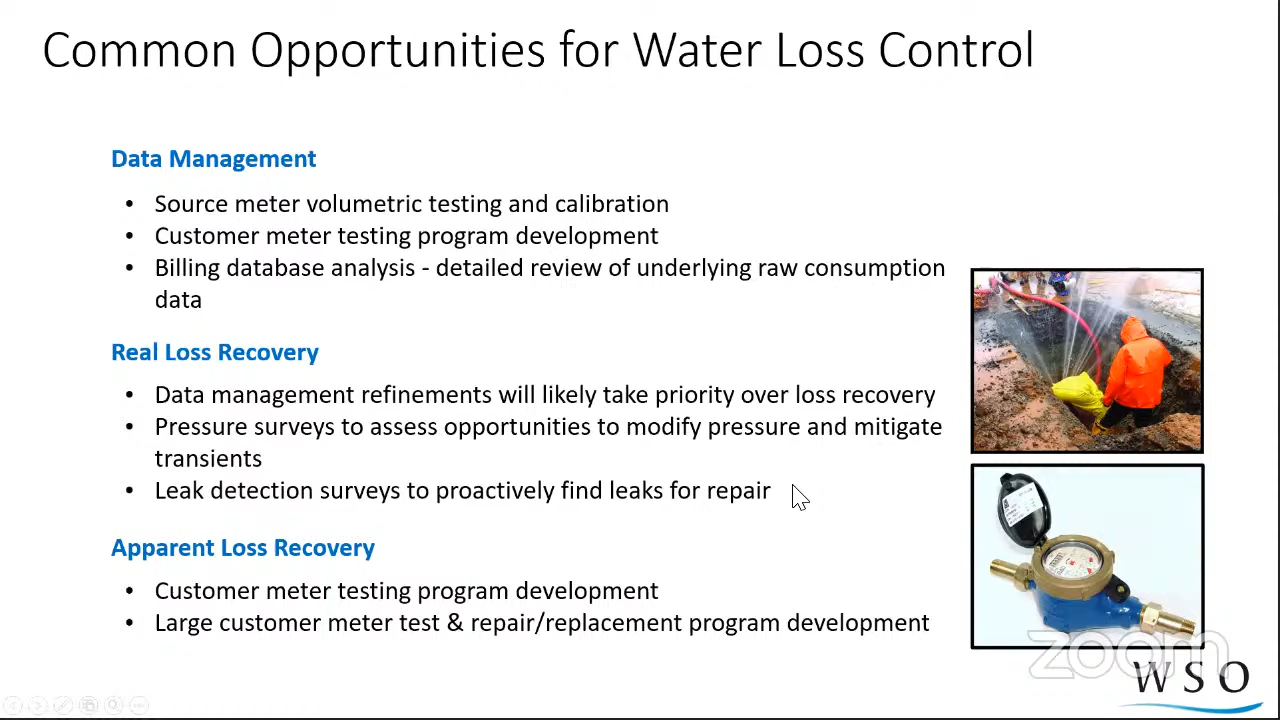 Common Opportunities for Water Loss Control
Data Management
• Source meter volumetric testing and calibration
• Customer meter testing program development
• Billing database analysis - detailed review of underlying raw consumption
data
Real Loss Recovery
• Data management refinements will likely take priority over loss recovery
• Pressure surveys to assess opportunities to modify pressure and mitigate
transients
• Leak detection surveys to proactively find leaks for repair
Apparent Loss Recovery
• Customer meter testing program development
• Large customer meter test & repair/replacement program development
zoom
WSO